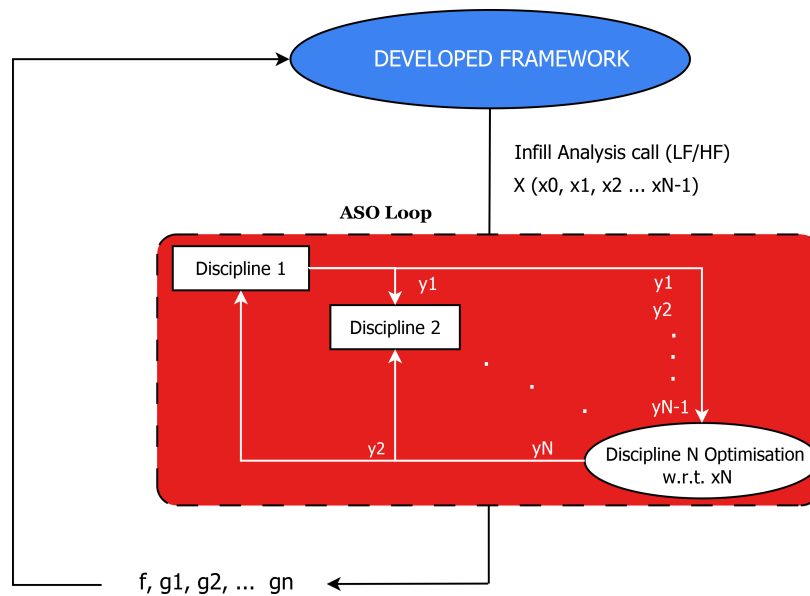 DEVELOPED FRAMEWORK
Infill Analysis call (LF/HF)
X (x0, x1, x2 ... xN-1)
ASO Loop
Discipline 1
y1
y1
y2
Discipline 2
.
.
.
. . .
yN-1
y2
yN
Discipline N Optimisation
w.r.t. xN
f, g1, g2, ... gn